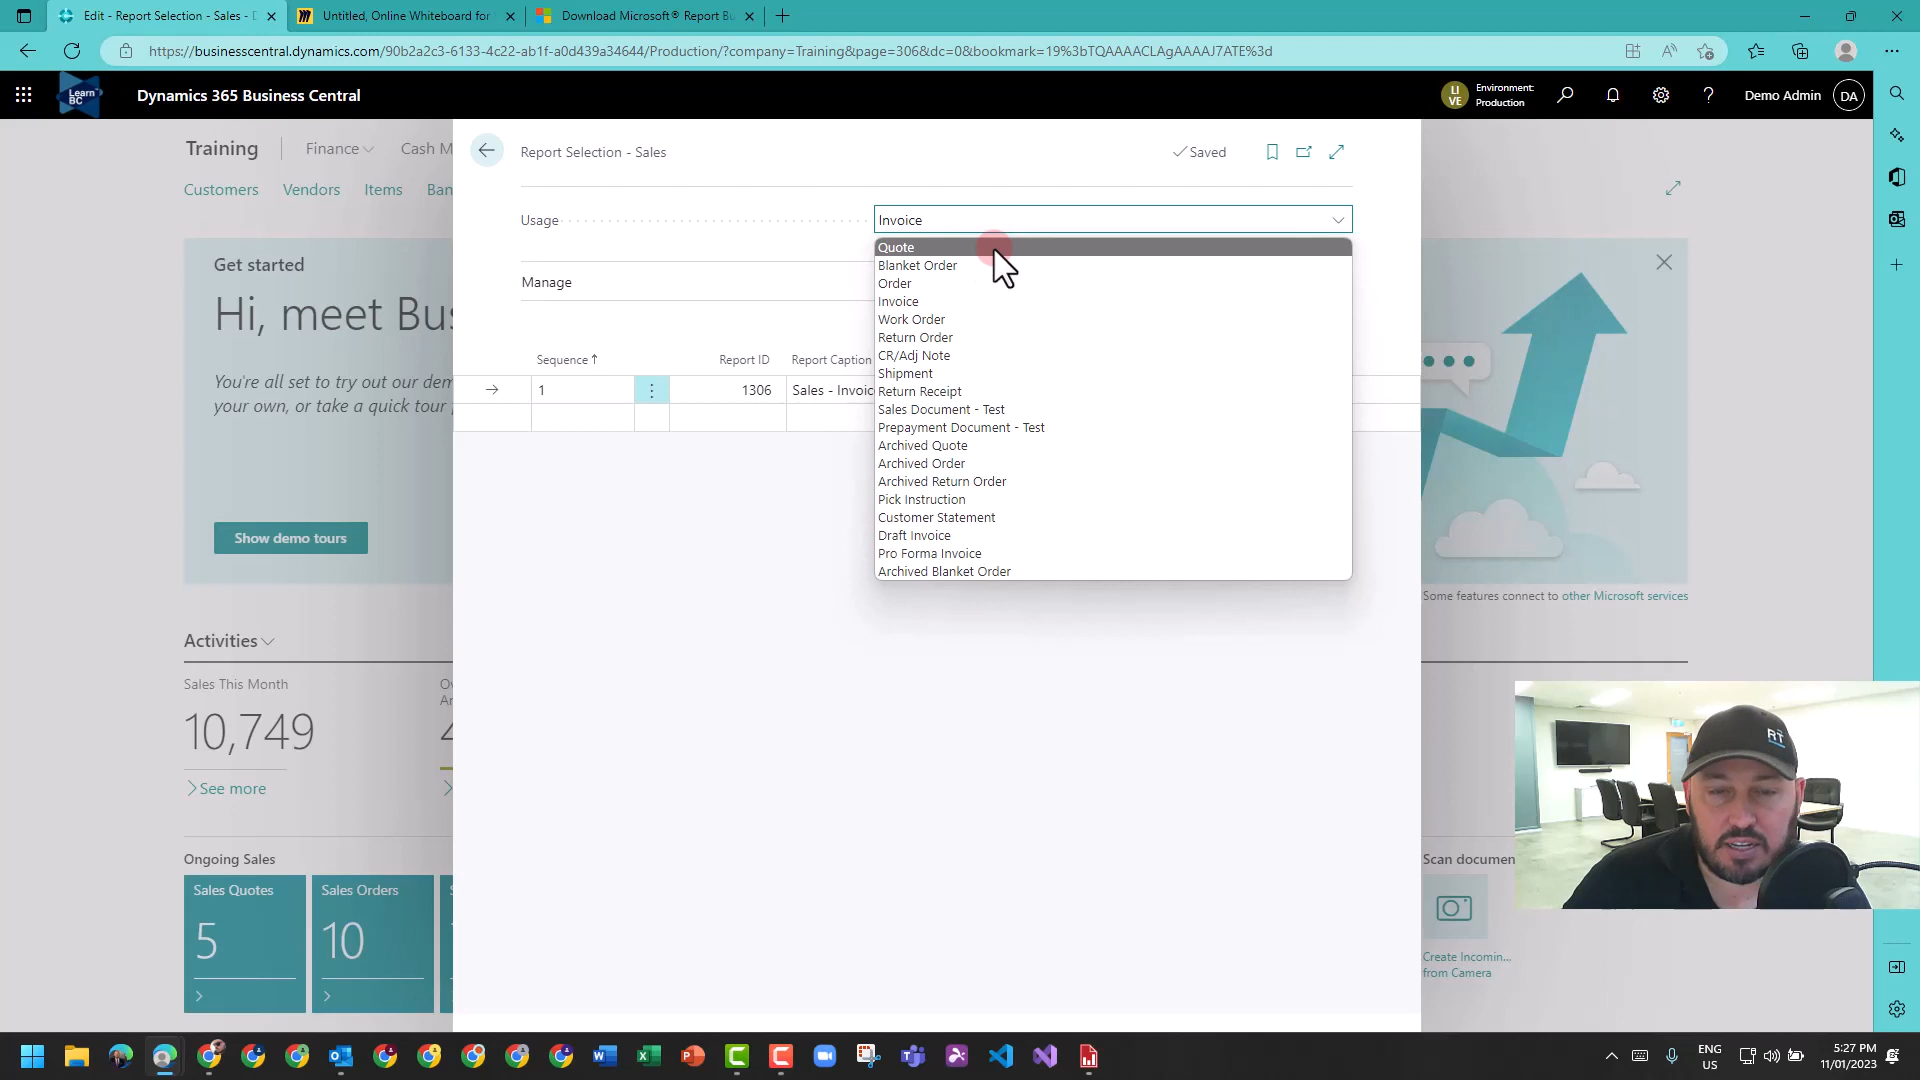 Edit - Report Selection - Sales - D
Untitled, Online Whiteboard for
Download Microsoft® Report Bu
https://businesscentral.dynamics.com/90b2a2c3-6133-4c22-ab1f-a0d439a34644/Production/?company=Training&page=306&dc=0&bookmark=19%3bTQAAAACLAgAAAAJ7ATE%3d
Learn
BC
Dynamics 365 Business Central
LI
VE
Environment:
Production
Demo Admin
DA
Training
Finance
Cash M
Customers
Vendors
Items
Ban
Report Selection - Sales
Saved
Usage
Invoice
Quote
Blanket Order
Order
Invoice
Work Order
Return Order
CR/Adj Note
Shipment
Return Receipt
Sales Document - Test
Prepayment Document - Test
Archived Quote
Archived Order
Archived Return Order
Pick Instruction
Customer Statement
Draft Invoice
Pro Forma Invoice
Archived Blanket Order
Manage
Sequence ↑
Report ID
Report Caption
1
1306
Sales - Invoic
Get started
Hi, meet Bus
You're all set to try out our dem
your own, or take a quick tour
Show demo tours
Some features connect to other Microsoft services
Activities
Sales This Month
10,749
See more
Ongoing Sales
Sales Quotes
5
Sales Orders
10
RT
Scan documen
Create Incomin...
from Camera
ENG
US
5:27 PM
11/01/2023